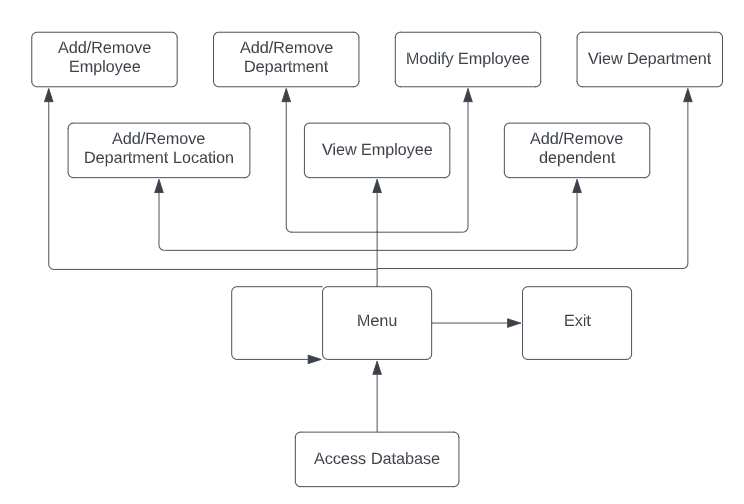 Add/Remove
Employee
Add/Remove
Department
Modify Employee
View Department
Add/Remove
Department Location
View Employee
Add/Remove
dependent
Menu
Exit
Access Database